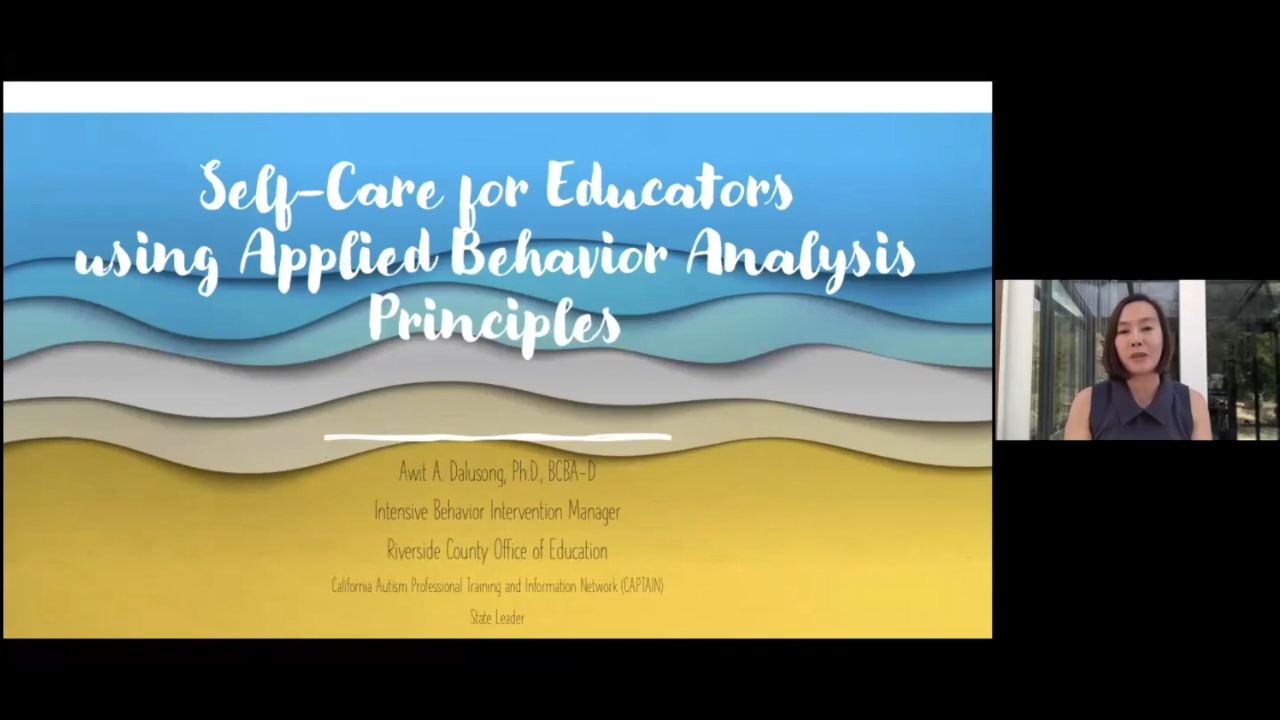 Self-Care for Educators
using Applied Behavior Analysis
Principles
Awit A. Dalusong, Ph.D., BCBA-D
Intensive Behavior Intervention Manager
Riverside County Office of Education
California Autism Professional Training and Information Network (CAPTAIN)
State Leader